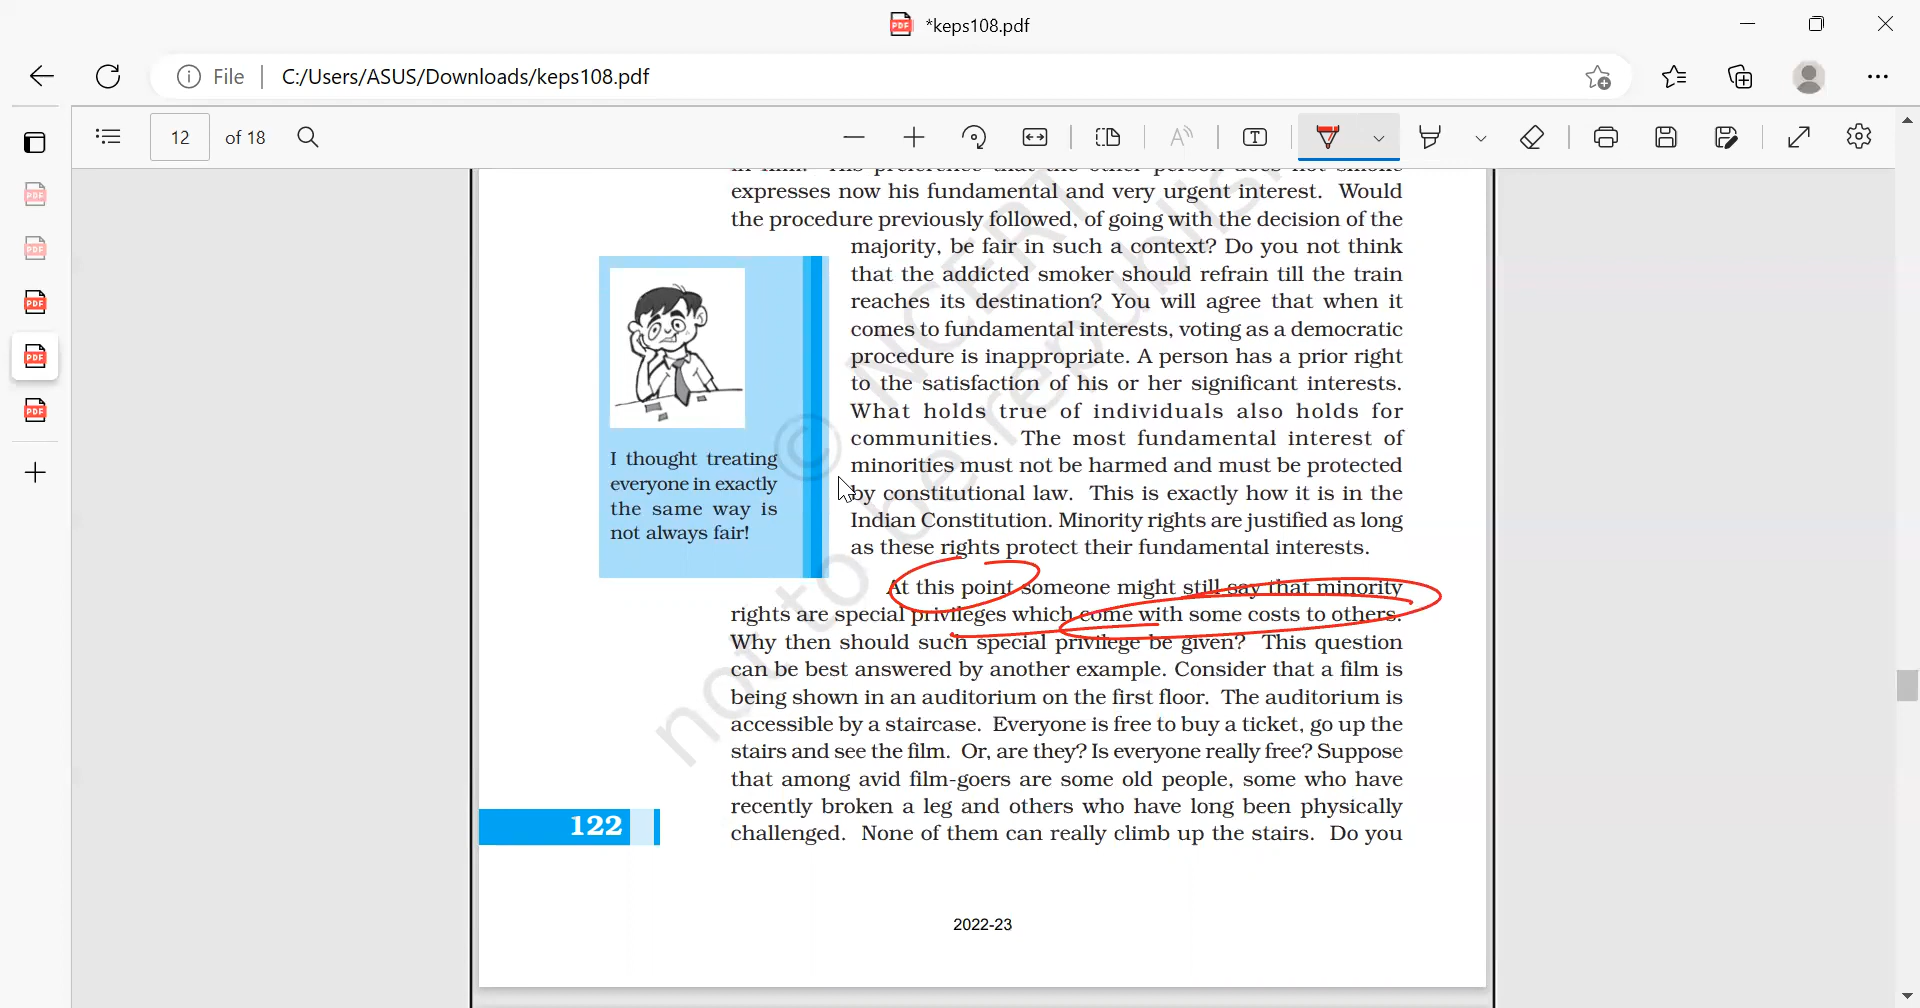 *keps108.pdf
File
C:/Users/ASUS/Downloads/keps108.pdf
12 of 18
expresses now his fundamental and very urgent interest. Would
the procedure previously followed, of going with the decision of the
majority, be fair in such a context? Do you not think
that the addicted smoker should refrain till the train
reaches its destination? You will agree that when it
comes to fundamental interests, voting as a democratic
procedure is inappropriate. A person has a prior right
to the satisfaction of his or her significant interests.
What holds true of individuals also holds for
communities. The most fundamental interest of
minorities must not be harmed and must be protected
by constitutional law. This is exactly how it is in the
Indian Constitution. Minority rights are justified as long
as these rights protect their fundamental interests.
I thought treating
everyone in exactly
the same way is
not always fair!
At this point someone might still say that minority
rights are special privileges which come with some costs to others.
Why then should such special privilege be given? This question
can be best answered by another example. Consider that a film is
being shown in an auditorium on the first floor. The auditorium is
accessible by a staircase. Everyone is free to buy a ticket, go up the
stairs and see the film. Or, are they? Is everyone really free? Suppose
that among avid film-goers are some old people, some who have
recently broken a leg and others who have long been physically
challenged. None of them can really climb up the stairs. Do you
122
2022-23
© NCERT
not to be republis